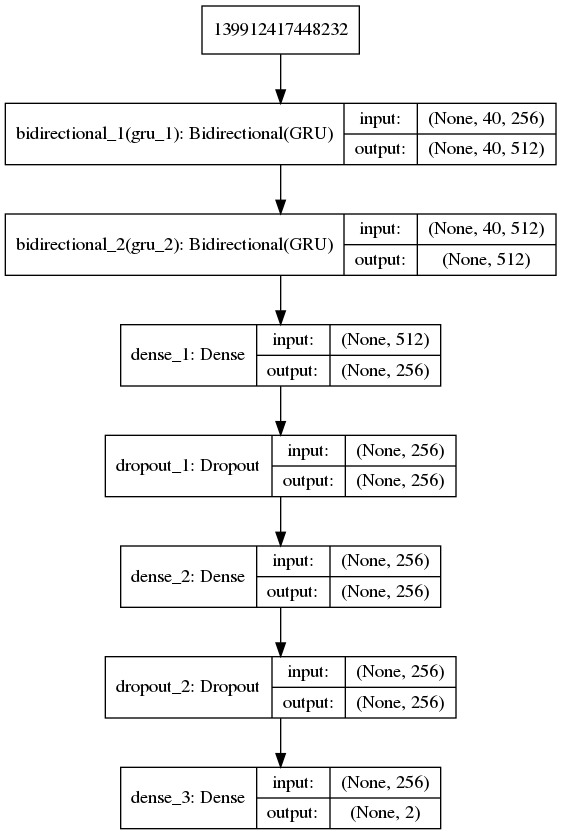 139912417448232
bidirectional_1(gru_1): Bidirectional(GRU)
input: (None, 40, 256)
output: (None, 40, 512)
bidirectional_2(gru_2): Bidirectional(GRU)
input: (None, 40, 512)
output: (None, 512)
dense_1: Dense
input: (None, 512)
output: (None, 256)
dropout_1: Dropout
input: (None, 256)
output: (None, 256)
dense_2: Dense
input: (None, 256)
output: (None, 256)
dropout_2: Dropout
input: (None, 256)
output: (None, 256)
dense_3: Dense
input: (None, 256)
output: (None, 2)